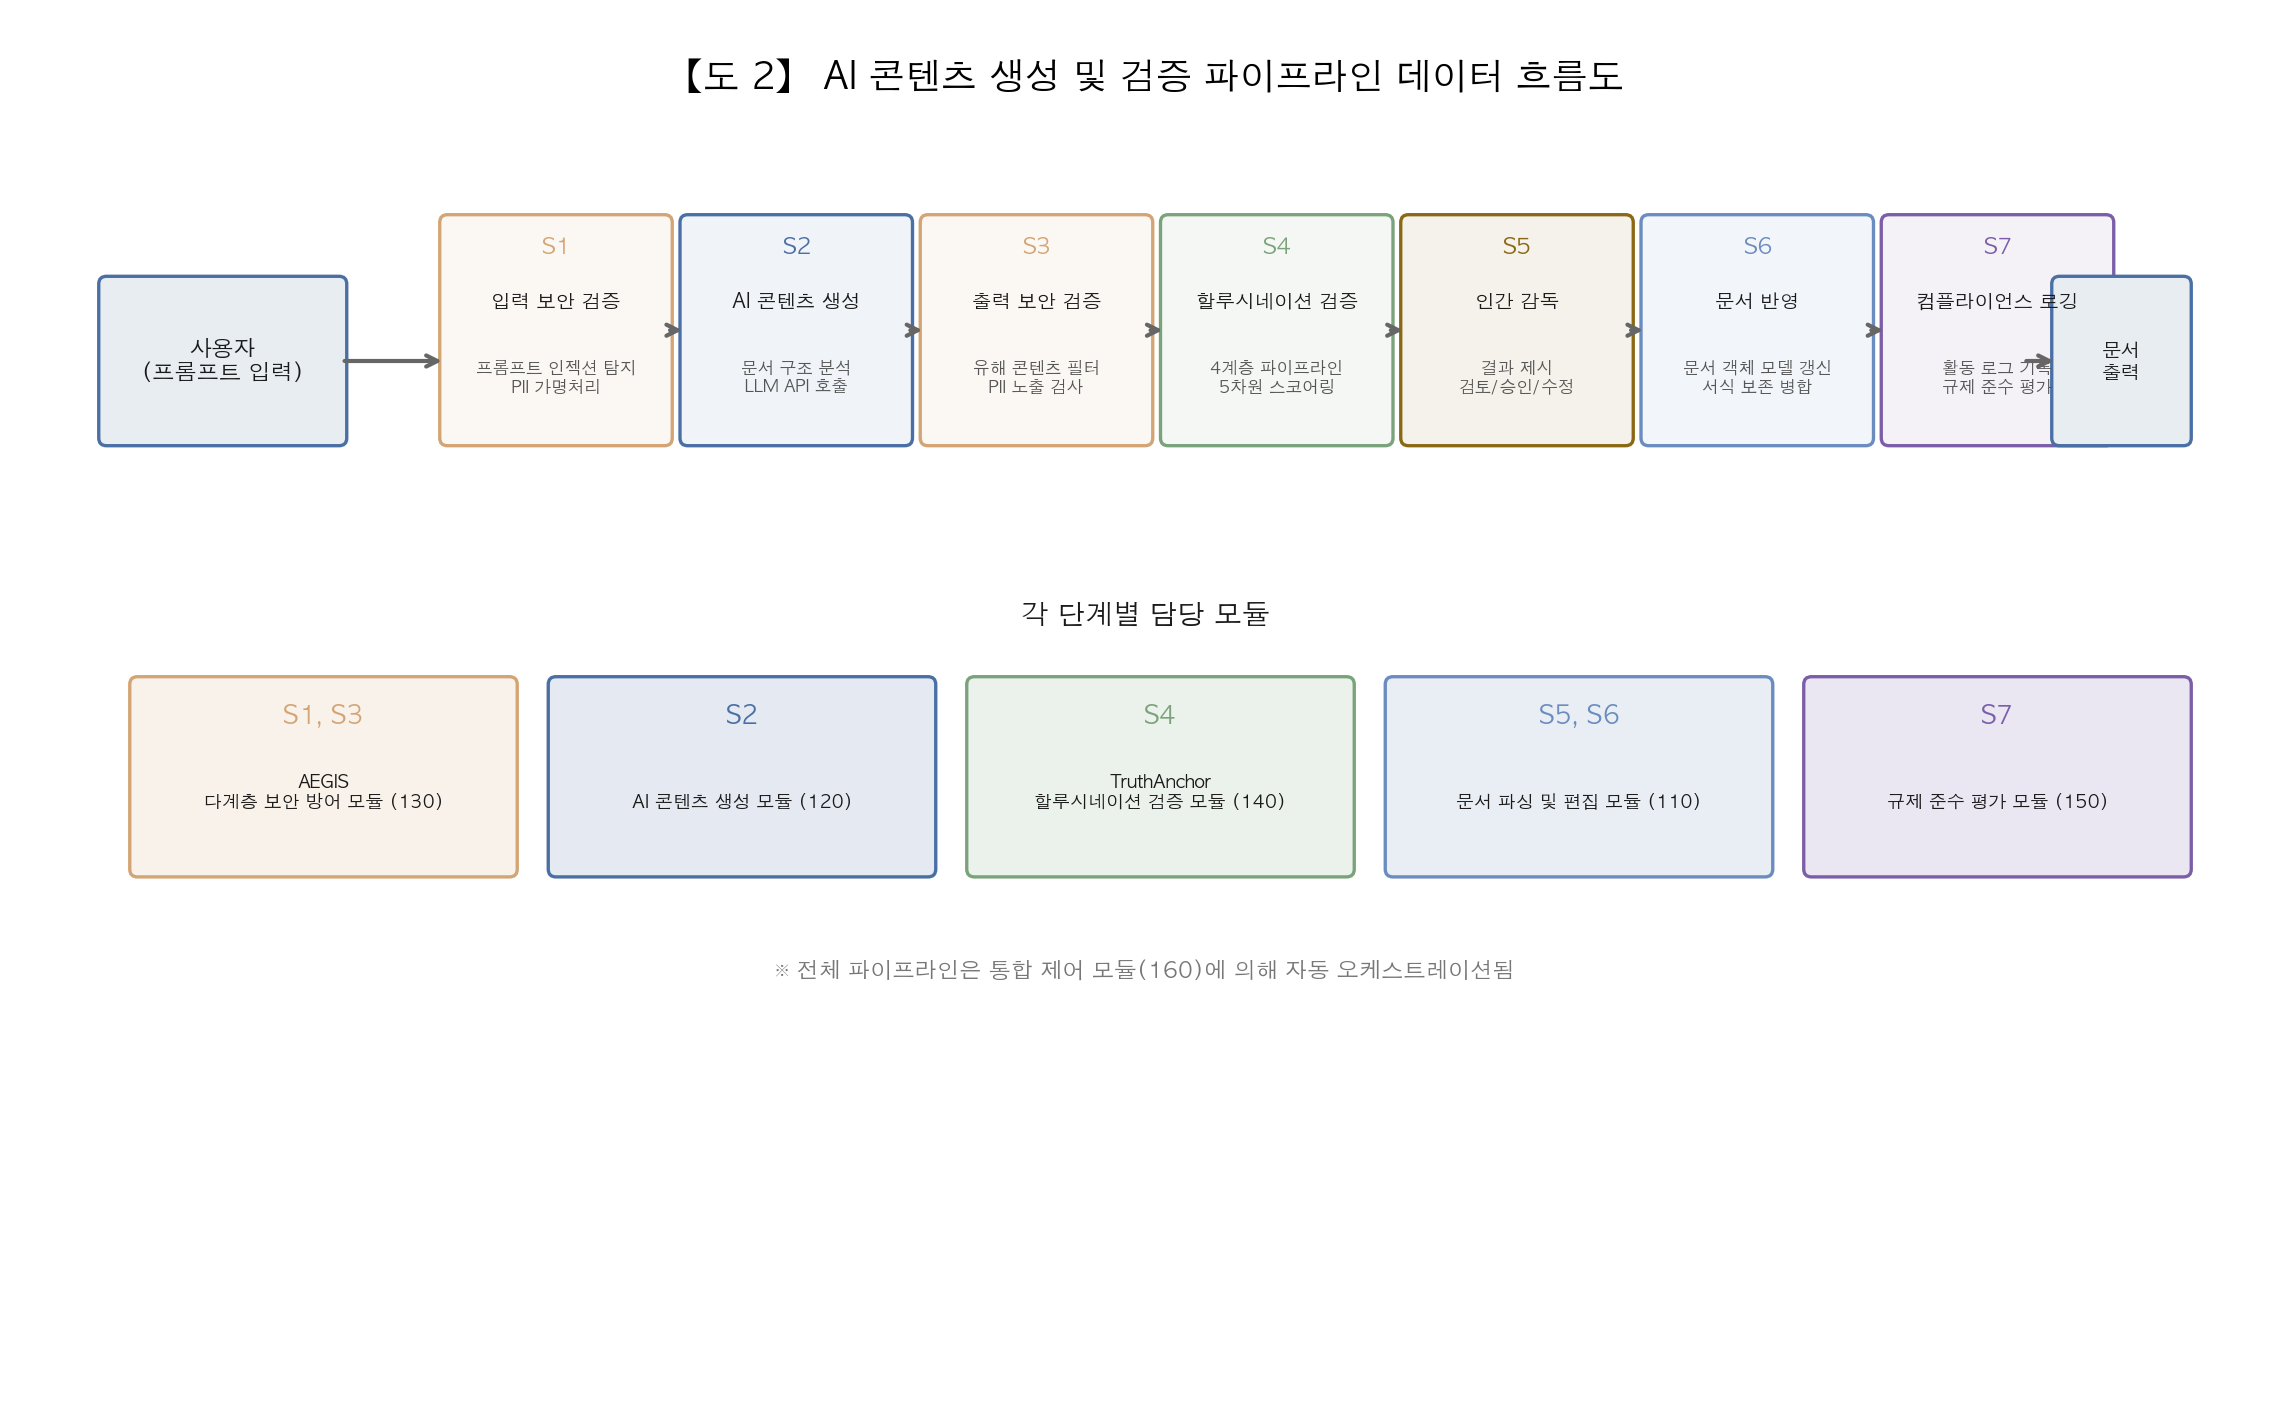 【도 2】 AI 콘텐츠 생성 및 검증 파이프라인 데이터 흐름도
사용자
(프롬프트 입력)
S1
입력 보안 검증
프롬프트 인젝션 탐지
PII 가명처리
S2
AI 콘텐츠 생성
문서 구조 분석
LLM API 호출
S3
출력 보안 검증
유해 콘텐츠 필터
PII 노출 검사
S4
할루시네이션 검증
4계층 파이프라인
5차원 스코어링
S5
인간 감독
결과 제시
검토/승인/수정
S6
문서 반영
문서 객체 모델 갱신
서식 보존 병합
S7
컴플라이언스 로깅
활동 로그 기록
규제 준수 평가
문서
출력
각 단계별 담당 모듈
S1, S3
AEGIS
다계층 보안 방어 모듈 (130)
S2
AI 콘텐츠 생성 모듈 (120)
S4
TruthAnchor
할루시네이션 검증 모듈 (140)
S5, S6
문서 파싱 및 편집 모듈 (110)
S7
규제 준수 평가 모듈 (150)
※ 전체 파이프라인은 통합 제어 모듈(160)에 의해 자동 오케스트레이션됨